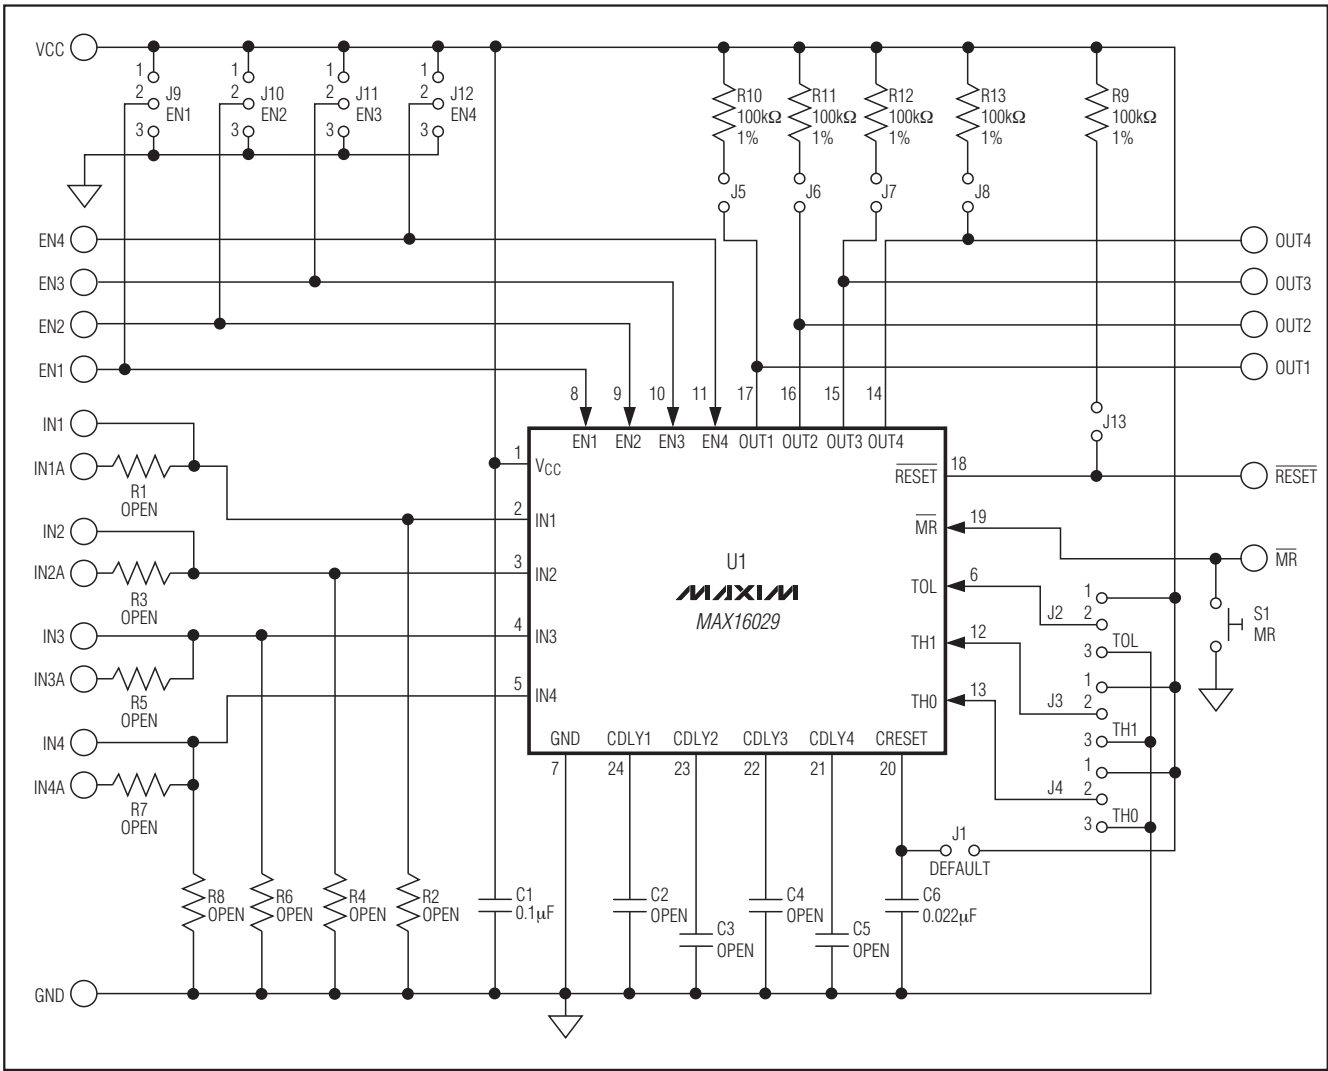 VCC
1
2
3
J9
EN1
1
2
3
J10
EN2
1
2
3
J11
EN3
1
2
3
J12
EN4
R10
100kΩ
1%
R11
100kΩ
1%
R12
100kΩ
1%
R13
100kΩ
1%
R9
100kΩ
1%
J5
J6
J7
J8
EN4
EN3
EN2
EN1
OUT4
OUT3
OUT2
OUT1
8
9
10
11
17
16
15
14
J13
EN1
EN2
EN3
EN4
OUT1
OUT2
OUT3
OUT4
IN1
IN1A
R1
OPEN
IN2
IN2A
R3
OPEN
IN3
IN3A
R5
OPEN
IN4
IN4A
R7
OPEN
1
VCC
2
IN1
3
IN2
4
IN3
5
IN4
U1
MAXIM
MAX16029
RESET
18
RESET
MR
19
MR
TOL
6
TH1
12
TH0
13
J2
1
2
3
TOL
J3
1
2
3
TH1
J4
1
2
3
TH0
S1
MR
GND
CDLY1
CDLY2
CDLY3
CDLY4
CRESET
7
24
23
22
21
20
J1
DEFAULT
R8
OPEN
R6
OPEN
R4
OPEN
R2
OPEN
C1
0.1μF
C2
OPEN
C3
OPEN
C4
OPEN
C5
OPEN
C6
0.022μF
GND